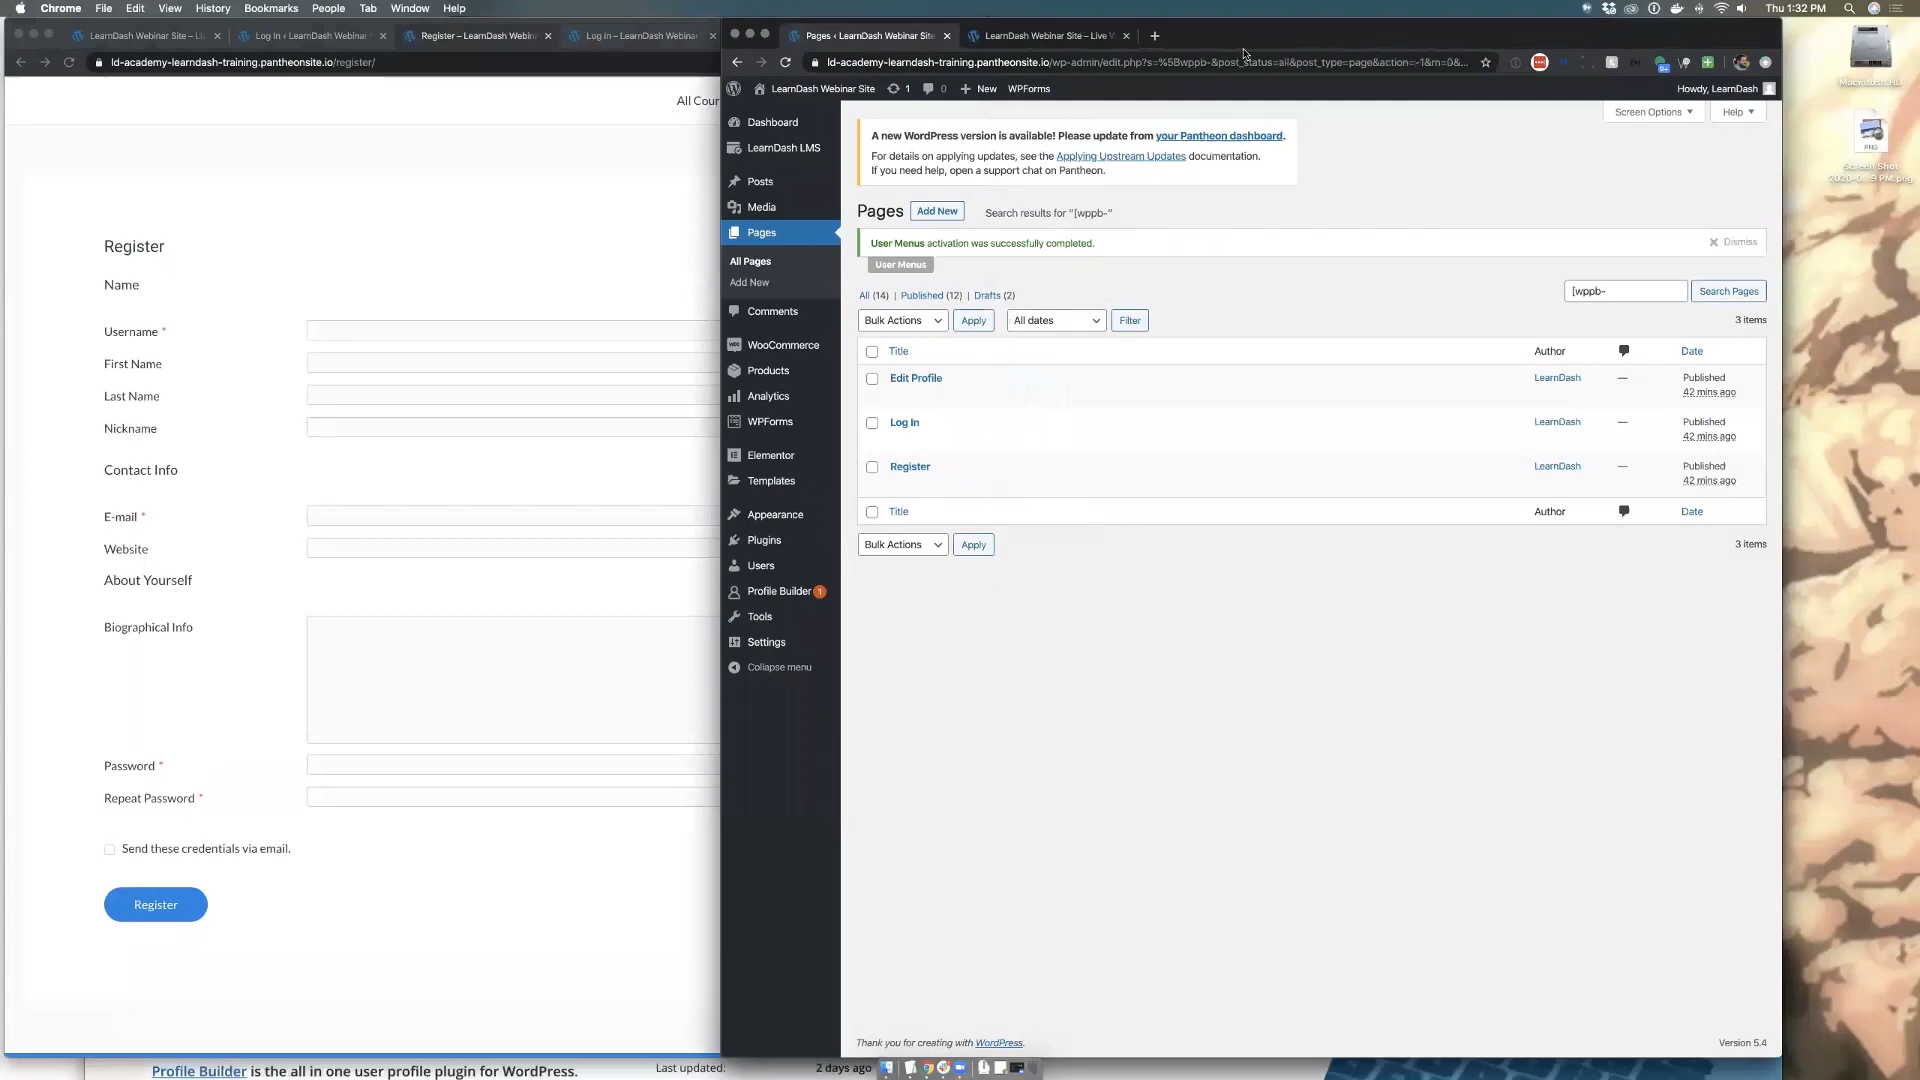 Chrome File Edit View History Bookmarks People Tab Window Help
Thu 1:32 PM
LearnDash Webinar Site – Li
Log In ‹ LearnDash Webinar
Register – LearnDash Webin
Log In – LearnDash Webinar
ld-academy-learndash-training.pantheonsite.io/register/
All Cour
Register
Name
Username *
First Name
Last Name
Nickname
Contact Info
E-mail *
Website
About Yourself
Biographical Info
Password *
Repeat Password *
Send these credentials via email.
Register
Profile Builder is the all in one user profile plugin for WordPress.
Last updated: 2 days ago
Pages ‹ LearnDash Webinar Site
LearnDash Webinar Site – Live W
ld-academy-learndash-training.pantheonsite.io/wp-admin/edit.php?s=%5Bwppb-&post_status=all&post_type=page&action=-1&m=0&...
LearnDash Webinar Site 1 0 New WPForms
Howdy, LearnDash
Dashboard
LearnDash LMS
Posts
Media
Pages
All Pages
Add New
Comments
WooCommerce
Products
Analytics
WPForms
Elementor
Templates
Appearance
Plugins
Users
Profile Builder 1
Tools
Settings
Collapse menu
Screen Options Help
A new WordPress version is available! Please update from your Pantheon dashboard.
For details on applying updates, see the Applying Upstream Updates documentation.
If you need help, open a support chat on Pantheon.
Pages Add New Search results for “[wppb-”
User Menus activation was successfully completed.
Dismiss
User Menus
All (14) | Published (12) | Drafts (2)
[wppb-
Search Pages
Bulk Actions Apply All dates Filter
3 items
Title Author Date
Edit Profile LearnDash — Published
42 mins ago
Log In LearnDash — Published
42 mins ago
Register LearnDash — Published
42 mins ago
Title Author Date
Bulk Actions Apply
3 items
Thank you for creating with WordPress.
Version 5.4
Macintosh HD
PNG
Screen Shot
2020-0...9 PM.png